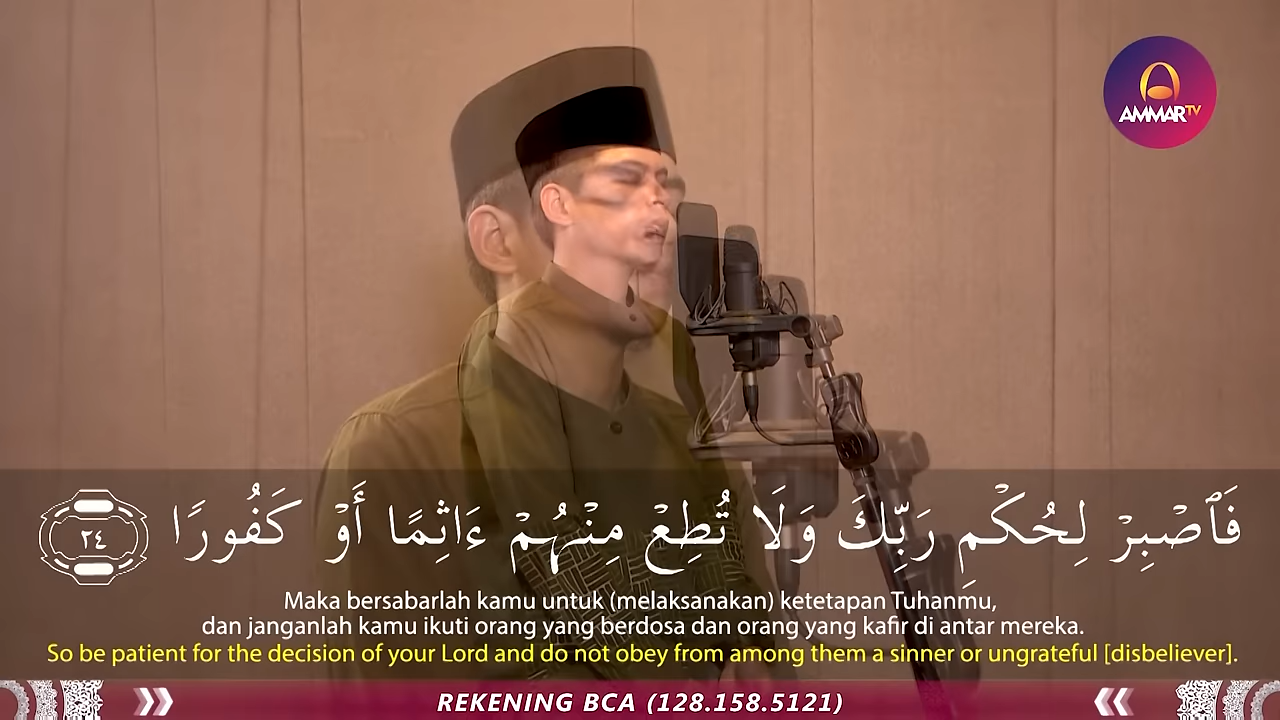 AMMARTV
فَٱصْبِرْ لِحُكْمِ رَبِّكَ وَلَا تُطِعْ مِنْهُمْ ءَاثِمًا أَوْ كَفُورًا ٢٤
Maka bersabarlah kamu untuk (melaksanakan) ketetapan Tuhanmu,
dan janganlah kamu ikuti orang yang berdosa dan orang yang kafir di antar mereka.
So be patient for the decision of your Lord and do not obey from among them a sinner or ungrateful [disbeliever].
REKENING BCA (128.158.5121)